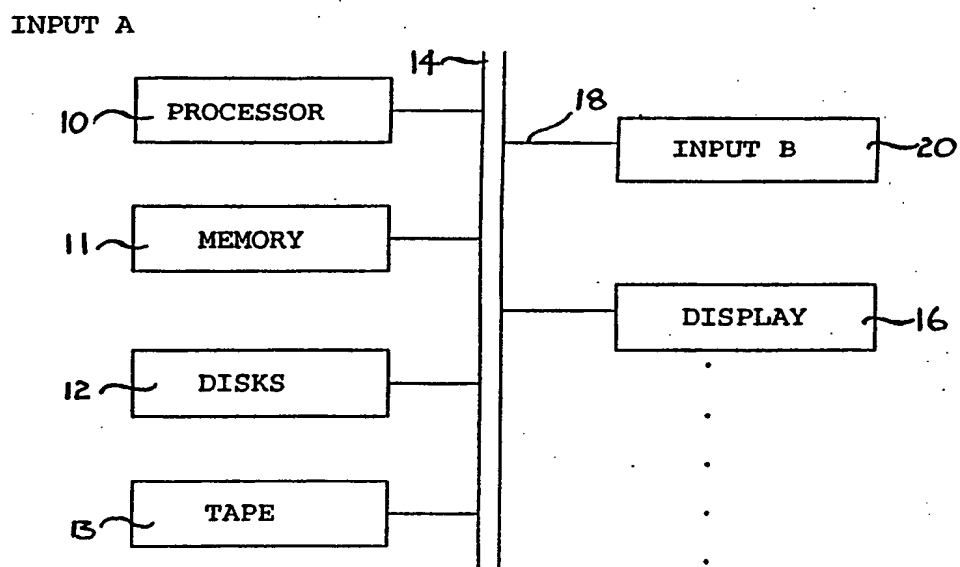 INPUT A
14
10 PROCESSOR
18
INPUT B 20
11 MEMORY
DISPLAY 16
12 DISKS
13 TAPE